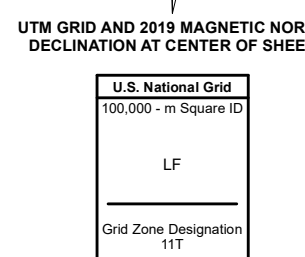 UTM GRID AND 2019 MAGNETIC NOR
DECLINATION AT CENTER OF SHEE
U.S. National Grid
100,000 - m Square ID
LF
Grid Zone Designation
11T